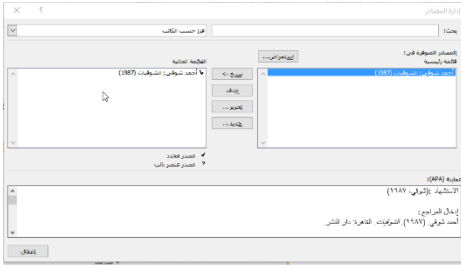 إدارة المصادر
؟ ×
بحث:
فرز حسب الكاتب
المصادر المتوفرة في:
قائمة رئيسية
استعراض...
القائمة الحالية
أحمد شوقي; الشوقيات (1987)
أحمد شوقي; الشوقيات (1987)
نسخ ->
حذف
تحرير...
جديد...
مصدر محدد
؟ مصدر عنصر نائب
معاينة (APA):
الاستشهاد :(شوقي، ١٩٨٧)
إدخال المراجع:
أحمد شوقي. (١٩٨٧). الشوقيات. القاهرة: دار النشر.
إغلاق